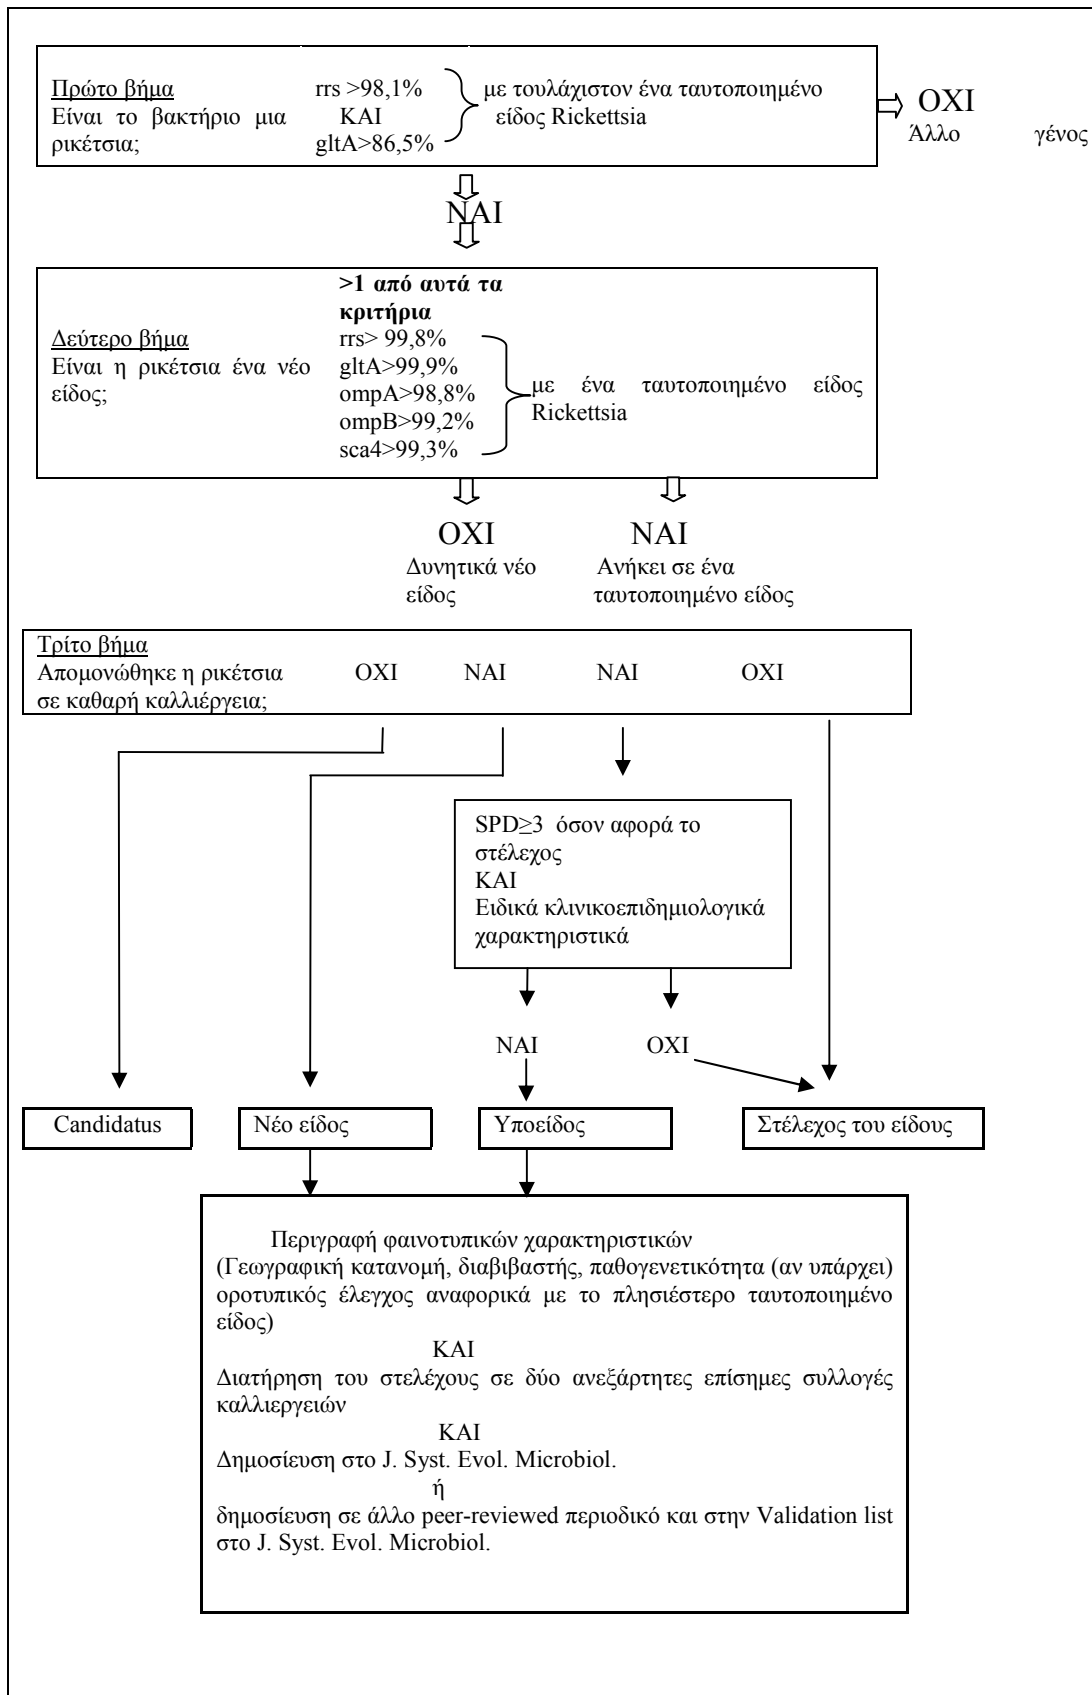 Πρώτο βήμα rrs >98,1% με τουλάχιστον ένα ταυτοποιημένο
Είναι το βακτήριο μια ΚΑΙ είδος Rickettsia
ρικέτσια; gltA>86,5%
ΟΧΙ
Άλλο γένος
ΝΑΙ
>1 από αυτά τα
κριτήρια
Δεύτερο βήμα rrs> 99,8%
Είναι η ρικέτσια ένα νέο gltA>99,9%
είδος; ompA>98,8% με ένα ταυτοποιημένο είδος
ompB>99,2% Rickettsia
sca4>99,3%
ΟΧΙ ΝΑΙ
Δυνητικά νέο Ανήκει σε ένα
είδος ταυτοποιημένο είδος
Τρίτο βήμα
Απομονώθηκε η ρικέτσια ΟΧΙ ΝΑΙ ΝΑΙ ΟΧΙ
σε καθαρή καλλιέργεια;
SPD≥3 όσον αφορά το
στέλεχος
ΚΑΙ
Ειδικά κλινικοεπιδημιολογικά
χαρακτηριστικά
ΝΑΙ ΟΧΙ
Candidatus Νέο είδος Υποείδος Στέλεχος του είδους
Περιγραφή φαινοτυπικών χαρακτηριστικών
(Γεωγραφική κατανομή, διαβιβαστής, παθογενετικότητα (αν υπάρχει)
οροτυπικός έλεγχος αναφορικά με το πλησιέστερο ταυτοποιημένο
είδος)
ΚΑΙ
Διατήρηση του στελέχους σε δύο ανεξάρτητες επίσημες συλλογές
καλλιεργειών
ΚΑΙ
Δημοσίευση στο J. Syst. Evol. Microbiol.
ή
δημοσίευση σε άλλο peer-reviewed περιοδικό και στην Validation list
στο J. Syst. Evol. Microbiol.